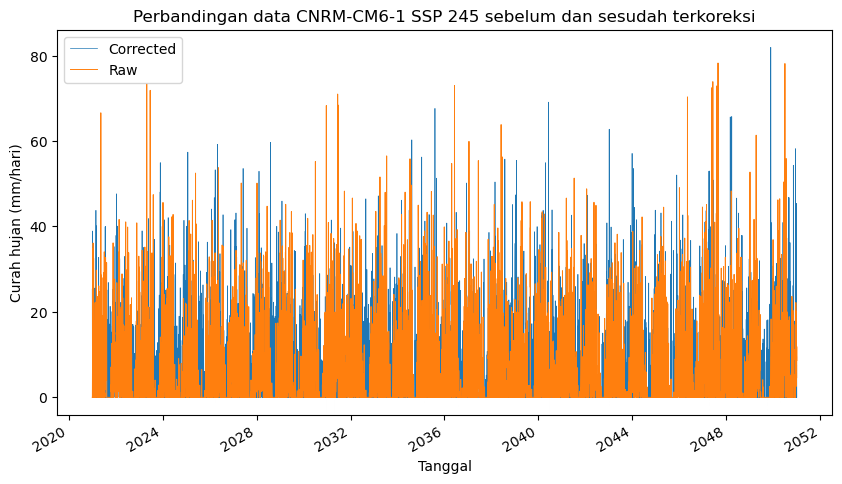 Perbandingan data CNRM-CM6-1 SSP 245 sebelum dan sesudah terkoreksi
Corrected
Raw
Curah hujan (mm/hari)
80
60
40
20
0
2020
2024
2028
2032
2036
2040
2044
2048
2052
Tanggal